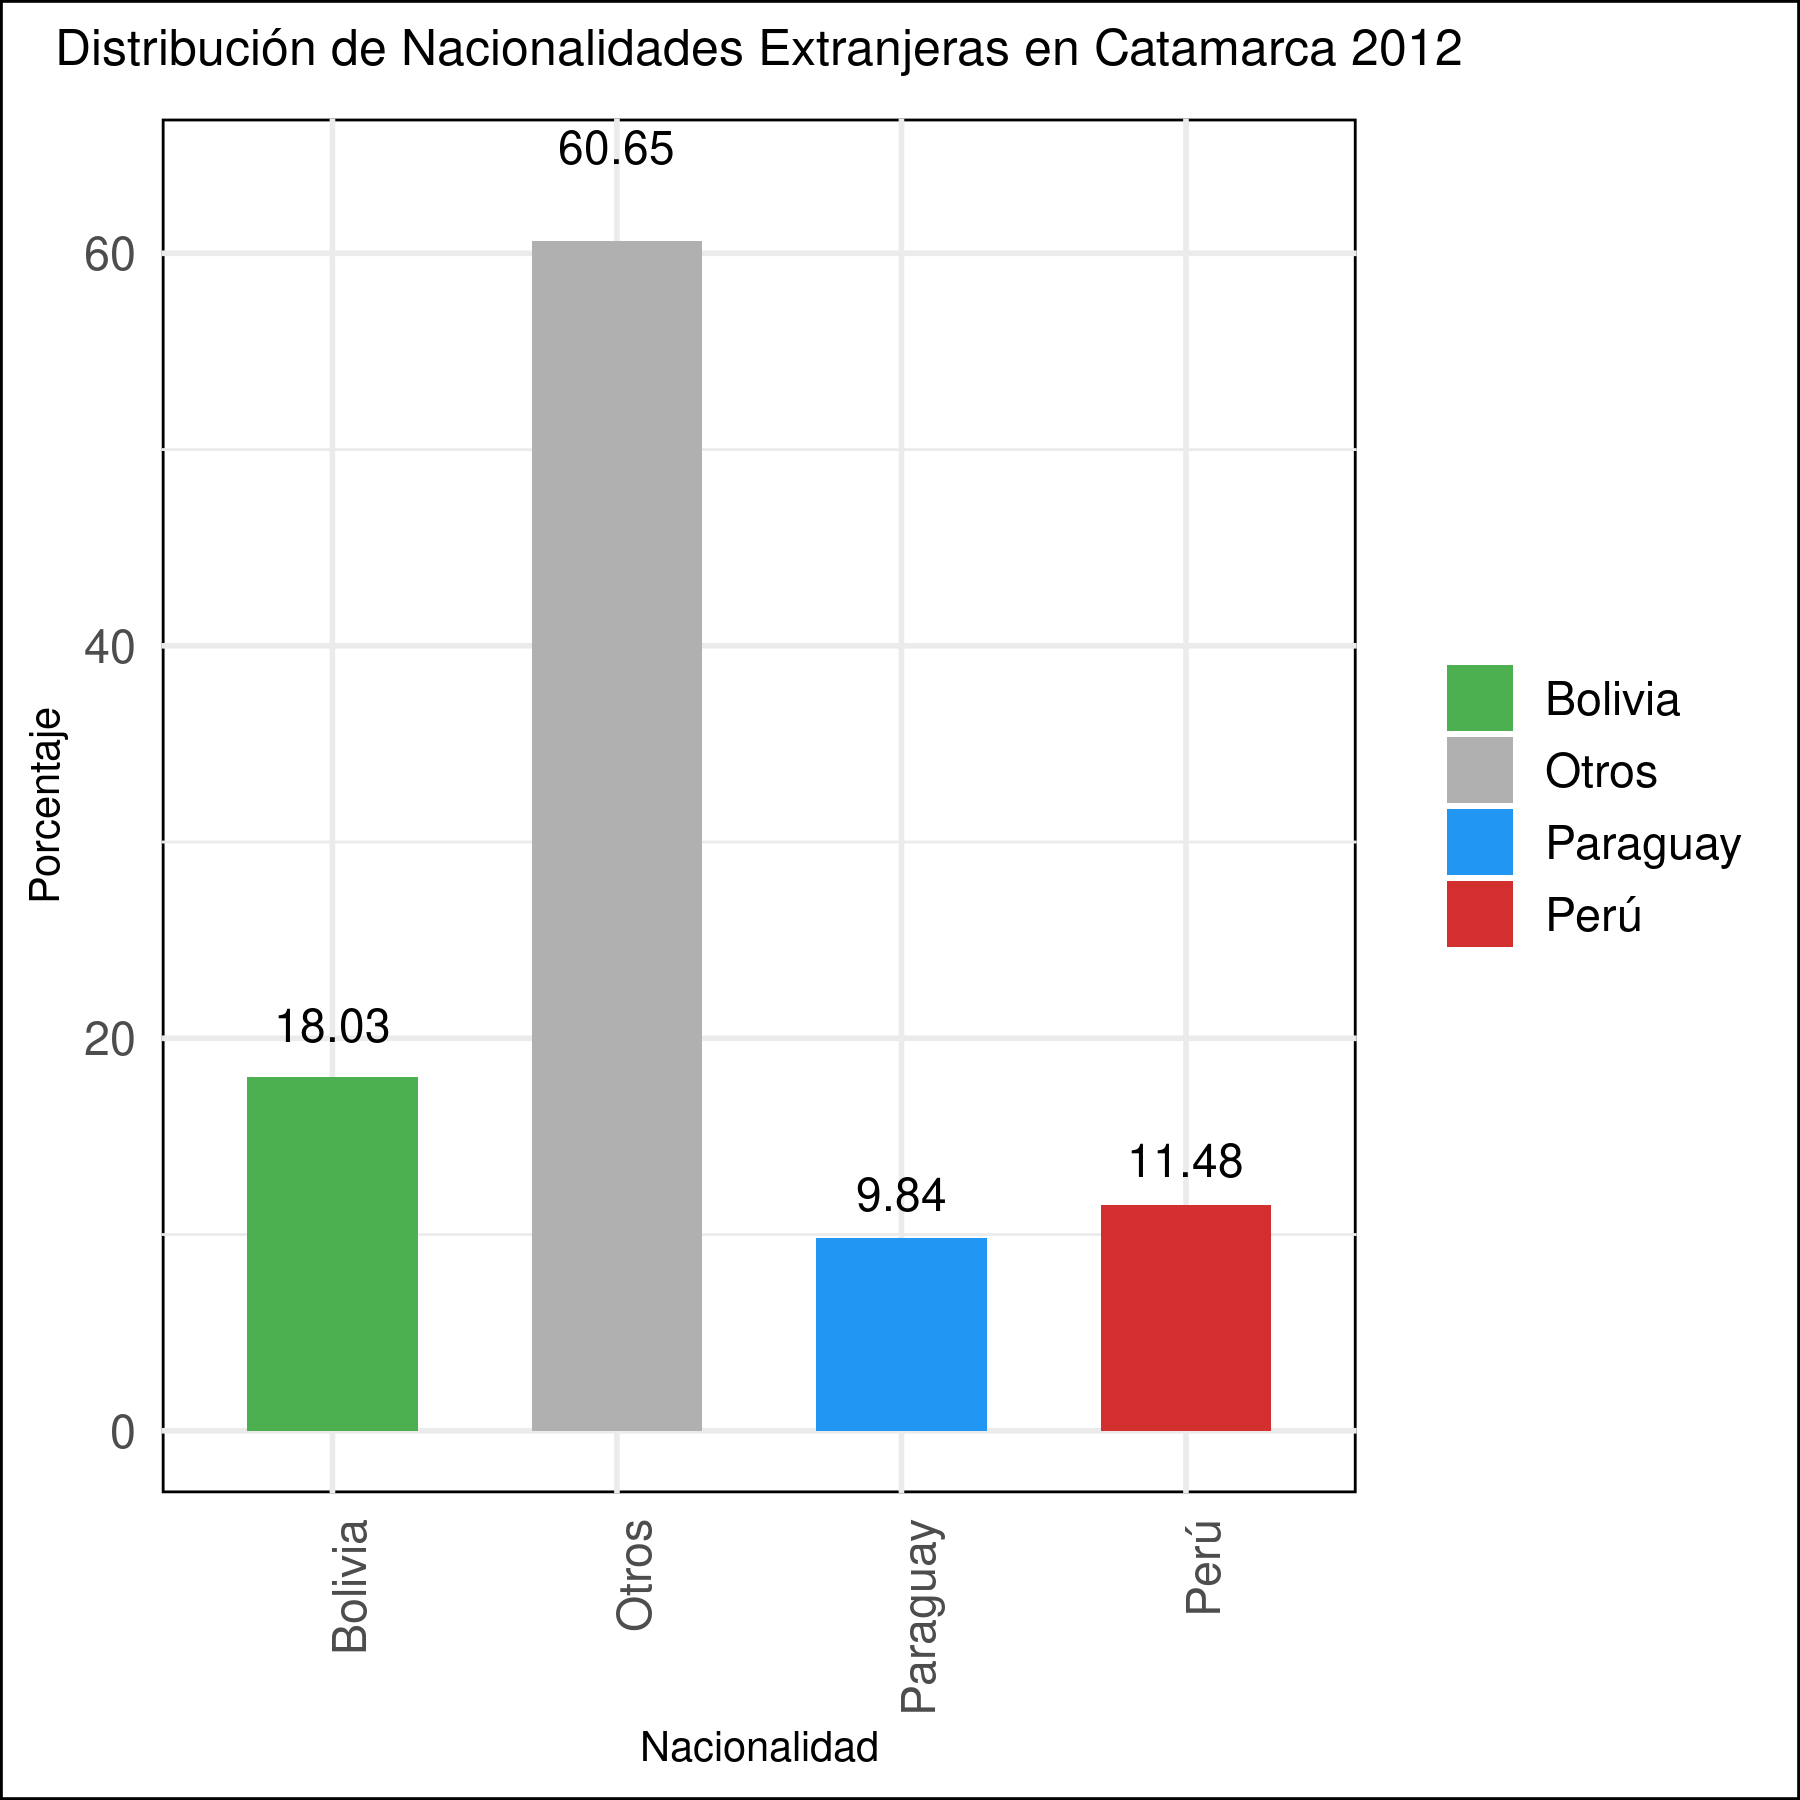 Distribución de Nacionalidades Extranjeras en Catamarca 2012
60.65
60
40
20
0
18.03
9.84
11.48
Porcentaje
Bolivia
Otros
Paraguay
Perú
Nacionalidad
Bolivia
Otros
Paraguay
Perú